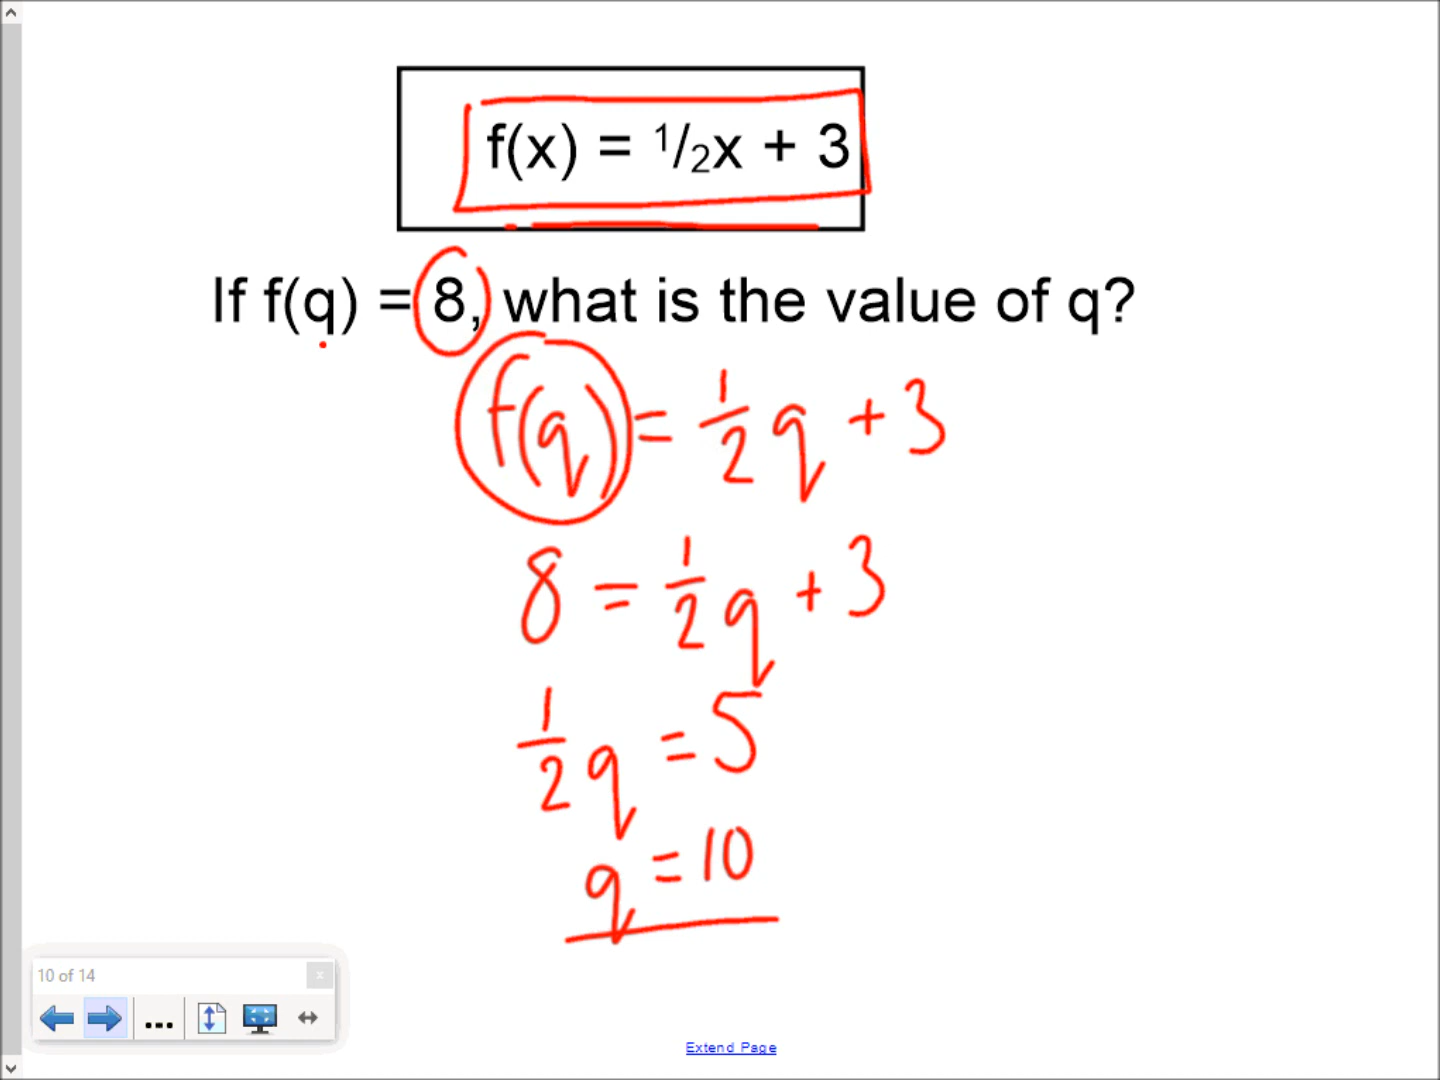 f(x) = ¹/₂x + 3
If f(q) = 8, what is the value of q?
f(q) = 1/2 q + 3
8 = 1/2 q + 3
1/2 q = 5
q = 10
10 of 14
x
...
Extend Page